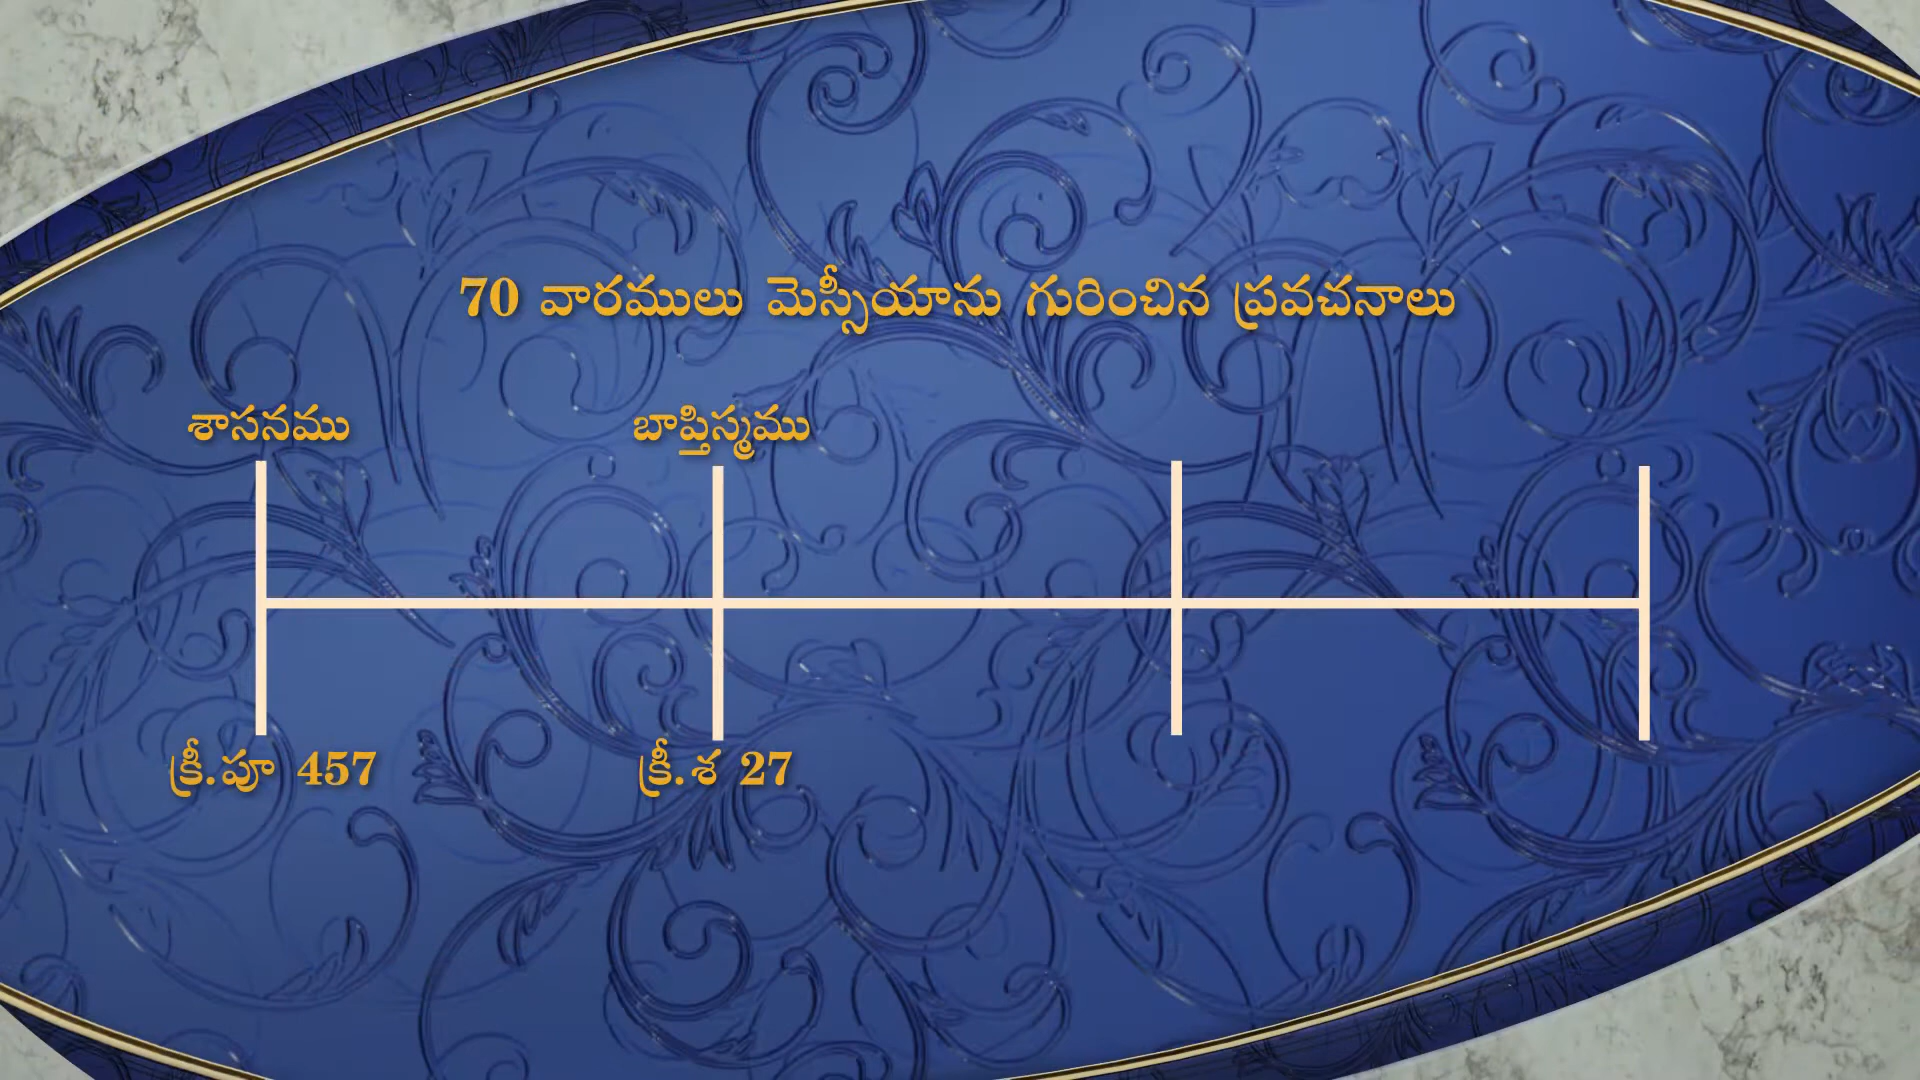 70 వారములు మెస్సీయాను గురించిన ప్రవచనాలు
శాసనము బాప్తిస్మము
క్రీ.పూ 457 క్రీ.శ 27